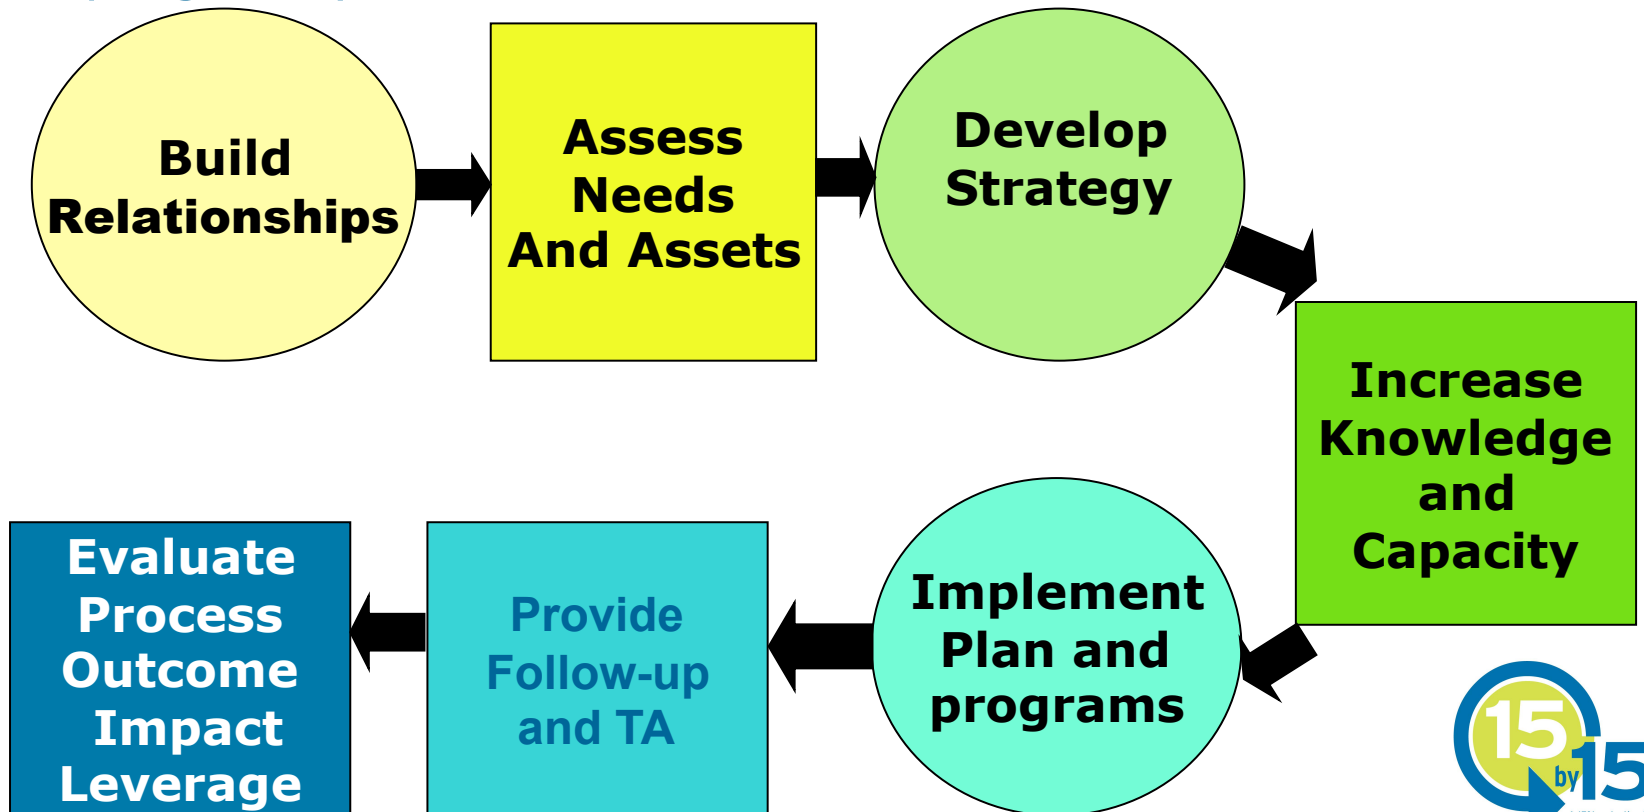 Build
Relationships
Assess
Needs
And Assets
Develop
Strategy
Increase
Knowledge
and
Capacity
Implement
Plan and
programs
Provide
Follow-up
and TA
Evaluate
Process
Outcome
Impact
Leverage
15
by 15